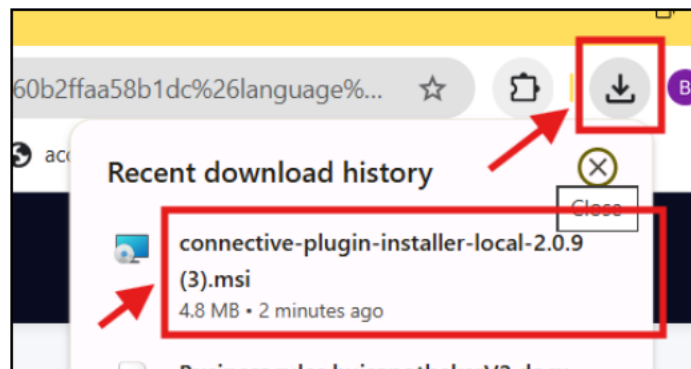 60b2ffaa58b1dc%26language%...
B
acc
Recent download history
Close
connective-plugin-installer-local-2.0.9
(3).msi
4.8 MB • 2 minutes ago